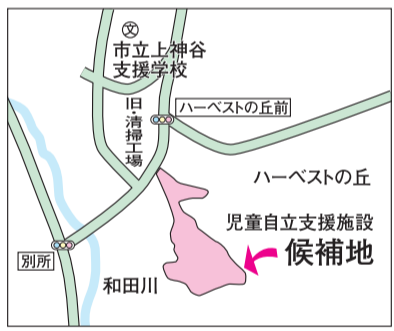 文
市立上神谷
支援学校
旧・清掃工場
ハーベストの丘前
ハーベストの丘
児童自立支援施設
候補地
別所
和田川